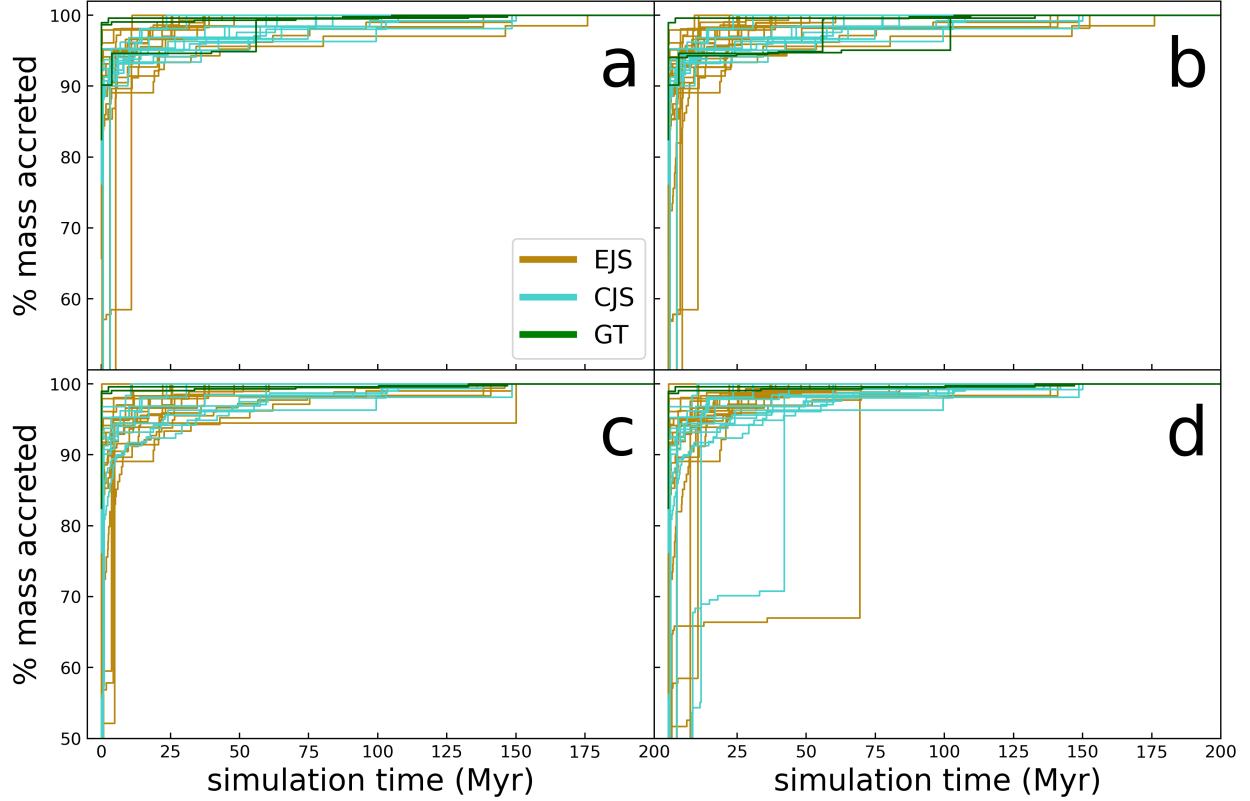 100
90
80
70
60
% mass accreted
a
b
EJS
CJS
GT
100
90
80
70
60
50
% mass accreted
c
d
0 25 50 75 100 125 150 175 200
25 50 75 100 125 150 175 200
simulation time (Myr)
simulation time (Myr)